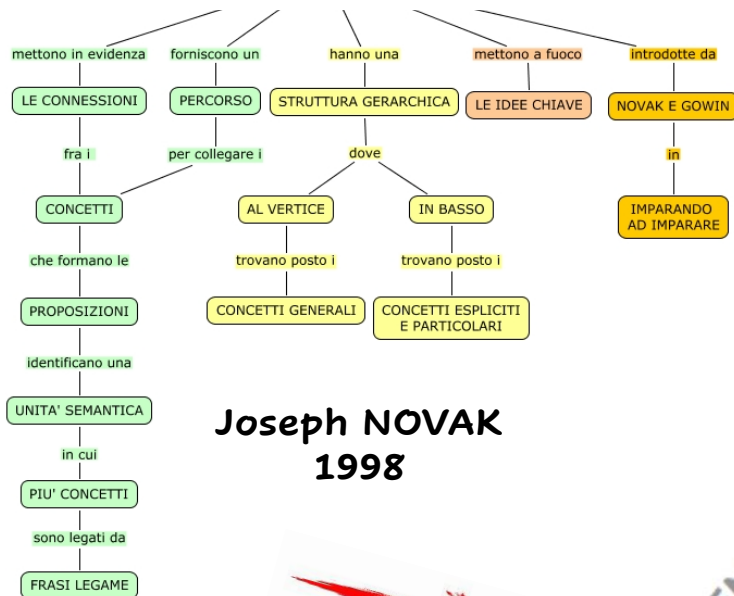 mettono in evidenza
forniscono un
hanno una
mettono a fuoco
introdotte da
LE CONNESSIONI
PERCORSO
STRUTTURA GERARCHICA
LE IDEE CHIAVE
NOVAK E GOWIN
fra i
per collegare i
dove
in
CONCETTI
AL VERTICE
IN BASSO
IMPARANDO
AD IMPARARE
che formano le
trovano posto i
trovano posto i
PROPOSIZIONI
CONCETTI GENERALI
CONCETTI ESPLICITI
E PARTICOLARI
identificano una
UNITA' SEMANTICA
Joseph NOVAK
1998
in cui
PIU' CONCETTI
sono legati da
FRASI LEGAME